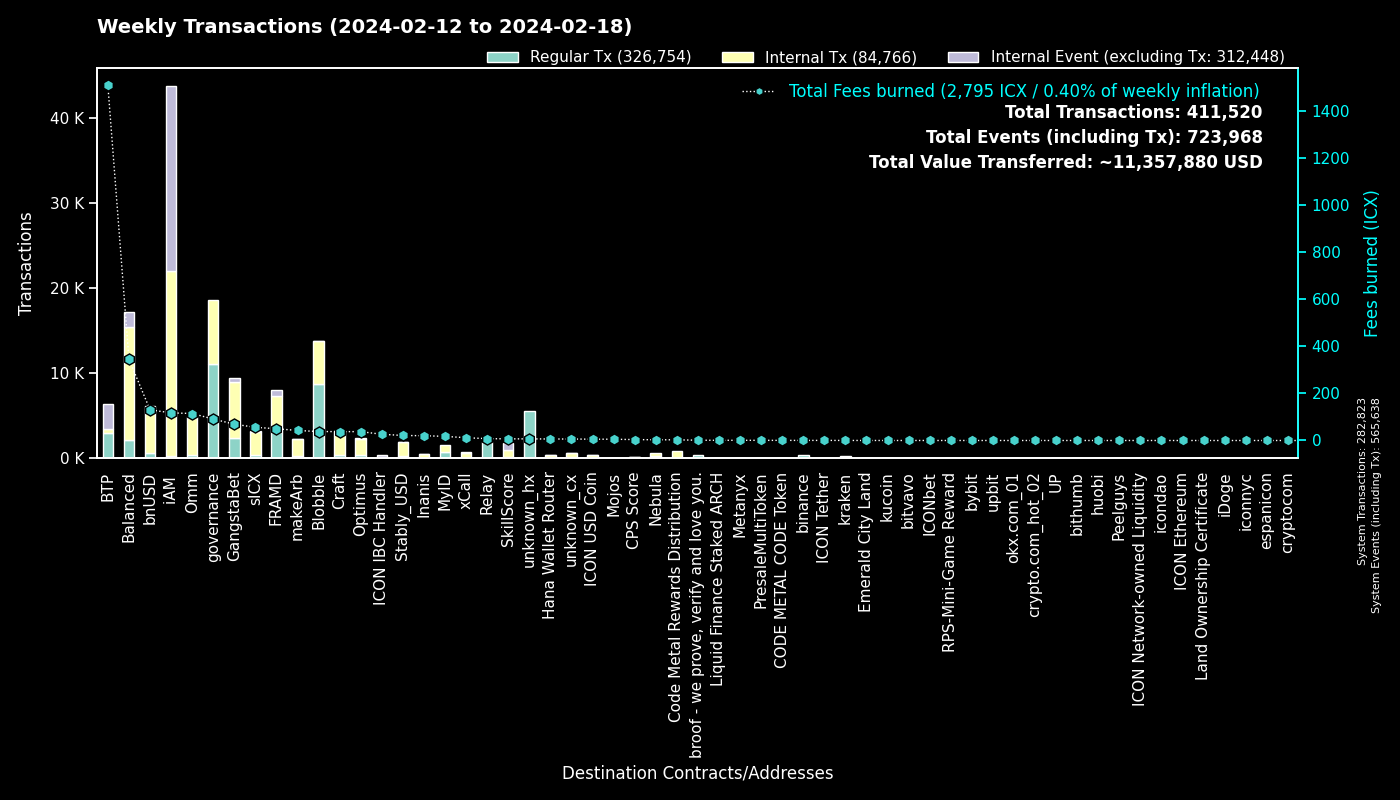 Weekly Transactions (2024-02-12 to 2024-02-18)
Regular Tx (326,754)
Internal Tx (84,766)
Internal Event (excluding Tx: 312,448)
Total Fees burned (2,795 ICX / 0.40% of weekly inflation)
Total Transactions: 411,520
Total Events (including Tx): 723,968
Total Value Transferred: ~11,357,880 USD
Transactions
40 K
30 K
20 K
10 K
0 K
1400
1200
1000
800
600
400
200
0
Fees burned (ICX)
System Transactions: 282,823
System Events (including Tx): 565,638
BTP
Balanced
bnUSD
iAM
Omm
governance
GangstaBet
sICX
FRAMD
makeArb
Blobble
Craft
Optimus
ICON IBC Handler
Stably_USD
Inanis
MyID
xCall
Relay
SkillScore
unknown_hx
Hana Wallet Router
unknown_cx
ICON USD Coin
Mojos
CPS Score
Nebula
Code Metal Rewards Distribution
broof - we prove, verify and love you.
Liquid Finance Staked ARCH
Metanyx
PresaleMultiToken
CODE METAL CODE Token
binance
ICON Tether
kraken
Emerald City Land
kucoin
bitvavo
ICONbet
RPS-Mini-Game Reward
bybit
upbit
okx.com_01
crypto.com_hot_02
UP
bithumb
huobi
Peelguys
ICON Network-owned Liquidity
icondao
ICON Ethereum
Land Ownership Certificate
iDoge
iconnyc
espanicon
cryptocom
Destination Contracts/Addresses